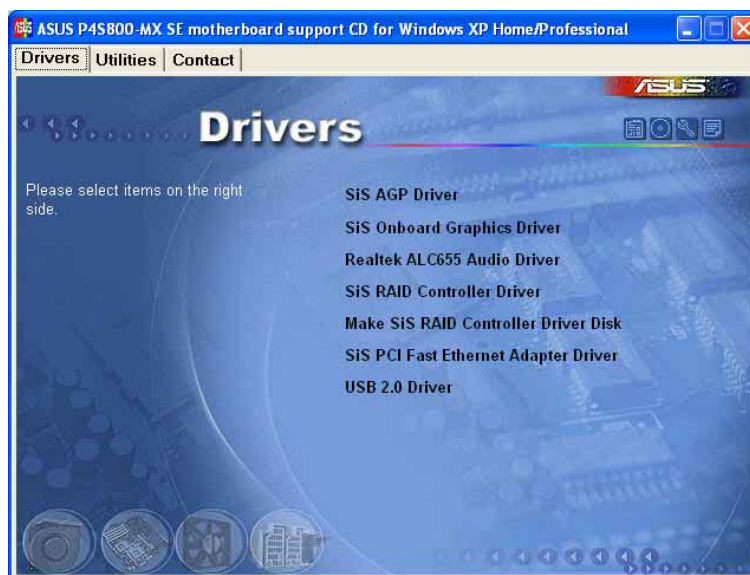 ASUS P4S800-MX SE motherboard support CD for Windows XP Home/Professional
Drivers Utilities Contact
ASUS
Drivers
Please select items on the right
side.
SiS AGP Driver
SiS Onboard Graphics Driver
Realtek ALC655 Audio Driver
SiS RAID Controller Driver
Make SiS RAID Controller Driver Disk
SiS PCI Fast Ethernet Adapter Driver
USB 2.0 Driver